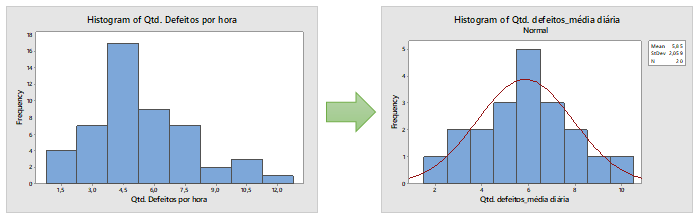 Histogram of Qtd. Defeitos por hora
18
16
14
12
10
8
6
4
2
0
Frequency
1,5 3,0 4,5 6,0 7,5 9,0 10,5 12,0
Qtd. Defeitos por hora
Histogram of Qtd. defeitos_média diária
Normal
Mean 5,85
StDev 2,059
N 20
5
4
3
2
1
0
Frequency
2 4 6 8 10
Qtd. defeitos_média diária